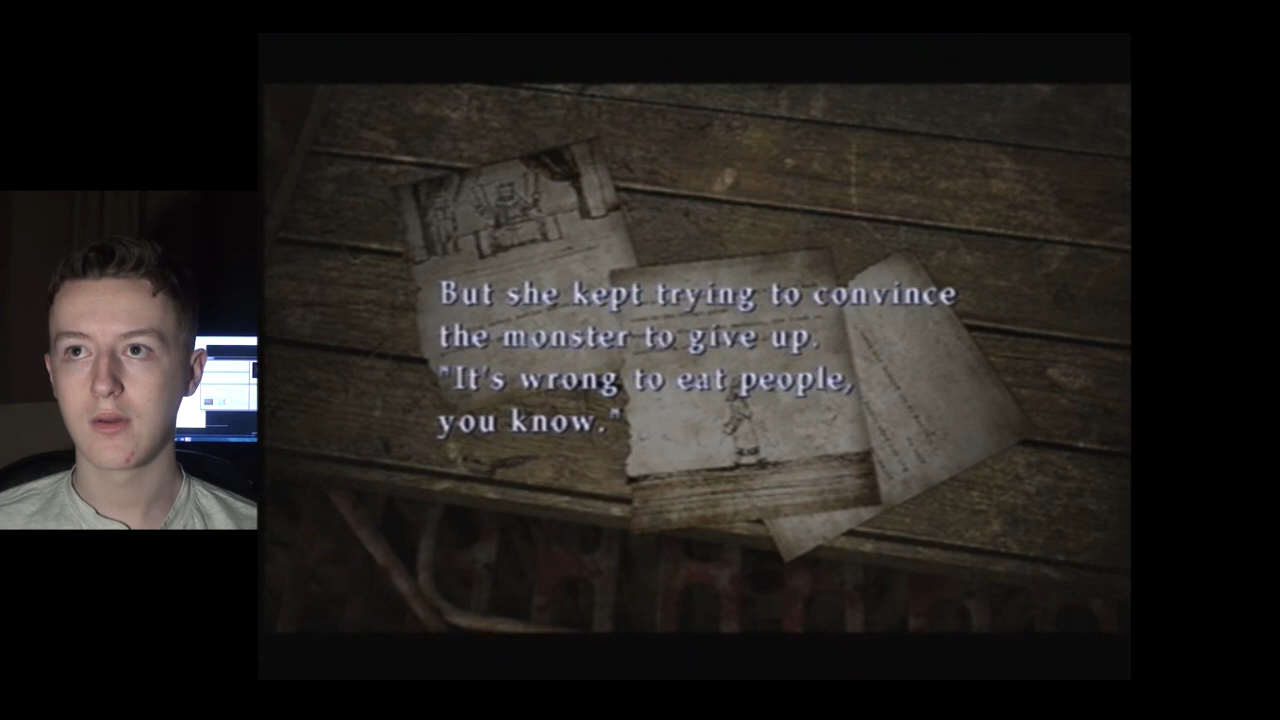 But she kept trying to convince
the monster to give up.
"It's wrong to eat people,
you know."